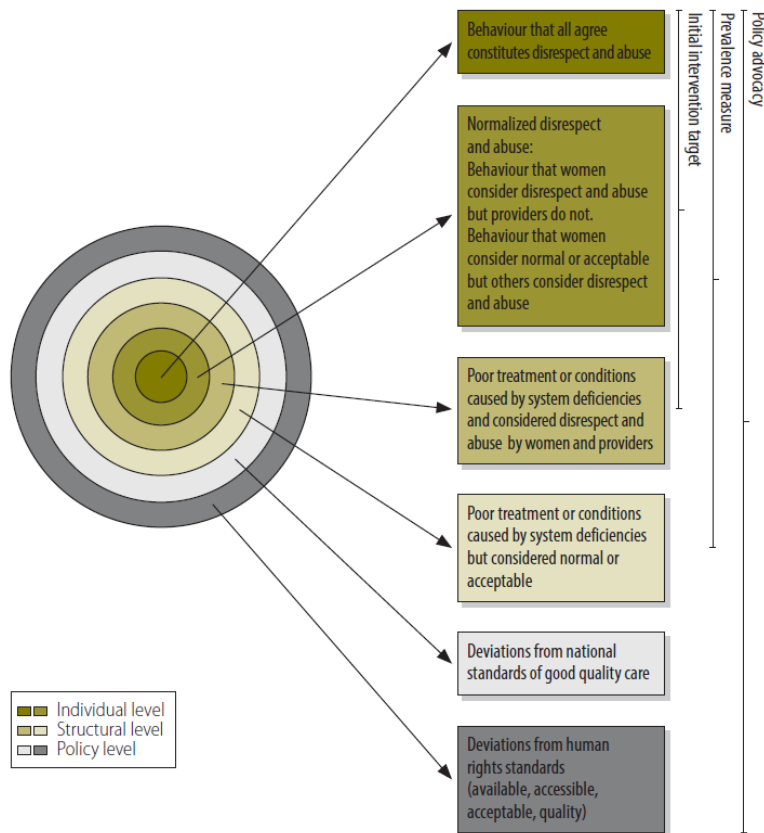 Behaviour that all agree
constitutes disrespect and abuse
Normalized disrespect
and abuse:
Behaviour that women
consider disrespect and abuse
but providers do not.
Behaviour that women
consider normal or acceptable
but others consider disrespect
and abuse
Poor treatment or conditions
caused by system deficiencies
and considered disrespect and
abuse by women and providers
Poor treatment or conditions
caused by system deficiencies
but considered normal or
acceptable
Deviations from national
standards of good quality care
Deviations from human
rights standards
(available, accessible,
acceptable, quality)
Initial intervention target
Prevalence measure
Policy advocacy
Individual level
Structural level
Policy level